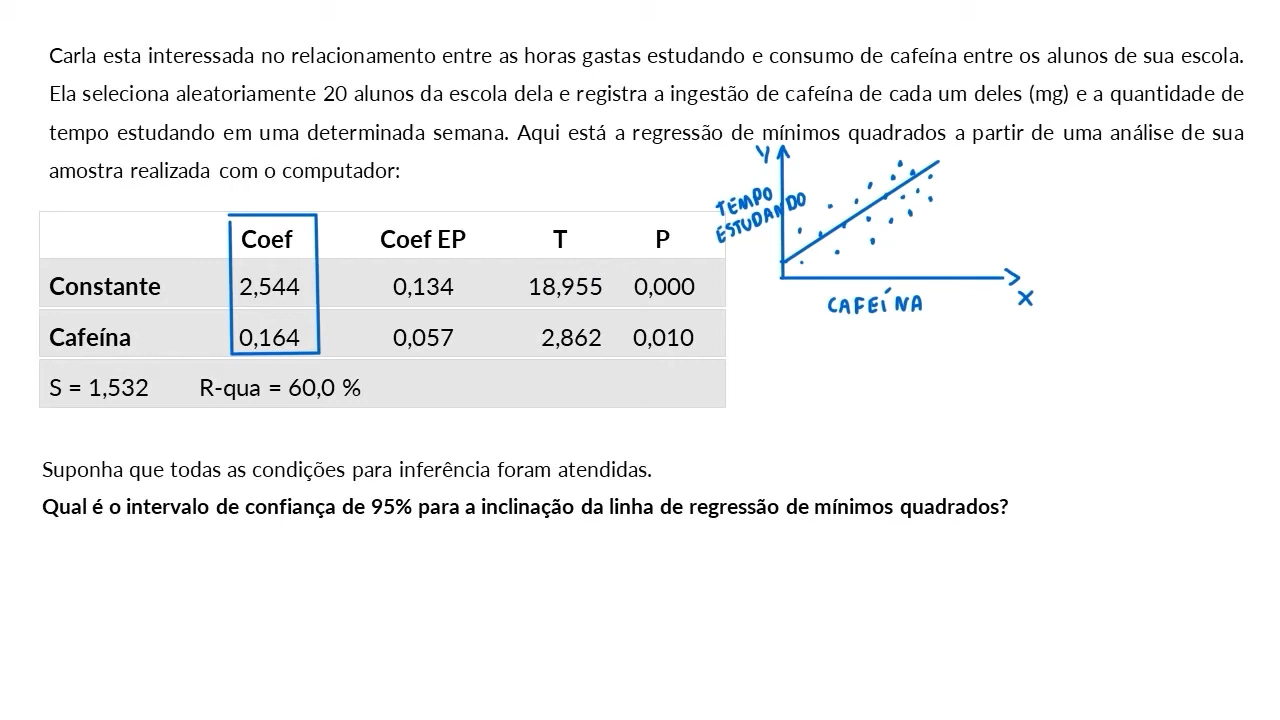 Carla esta interessada no relacionamento entre as horas gastas estudando e consumo de cafeína entre os alunos de sua escola.
Ela seleciona aleatoriamente 20 alunos da escola dela e registra a ingestão de cafeína de cada um deles (mg) e a quantidade de
tempo estudando em uma determinada semana. Aqui está a regressão de mínimos quadrados a partir de uma análise de sua
amostra realizada com o computador:
Y
TEMPO
ESTUDANDO
CAFEÍNA
X
Coef Coef EP T P
Constante 2,544 0,134 18,955 0,000
Cafeína 0,164 0,057 2,862 0,010
S = 1,532 R-qua = 60,0 %
Suponha que todas as condições para inferência foram atendidas.
Qual é o intervalo de confiança de 95% para a inclinação da linha de regressão de mínimos quadrados?